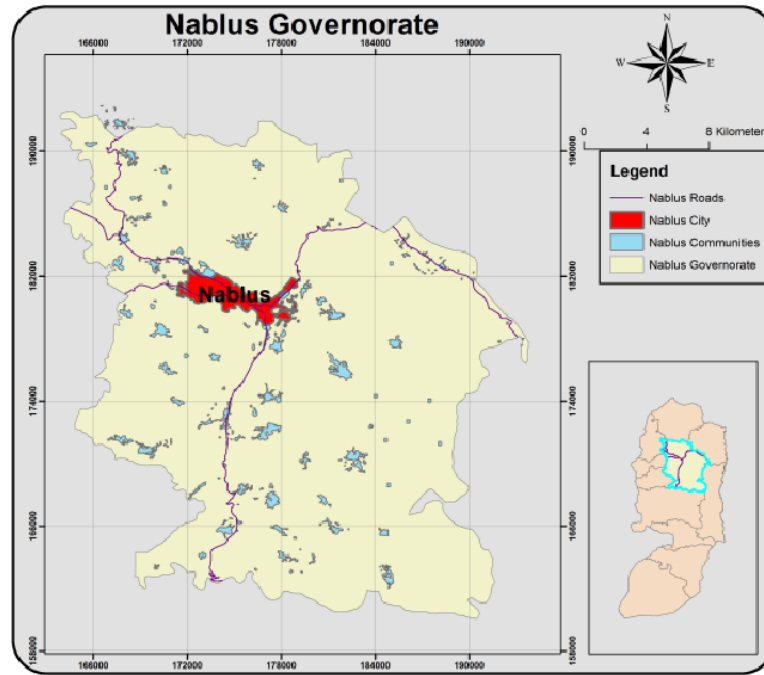 Nablus Governorate
166000 172000 178000 184000 190000
N
W E
S
0 4 8 Kilometer
190000 190000
Legend
Nablus Roads
Nablus City
Nablus Communities
Nablus Governorate
182000 182000
Nablus
174000 174000
166000 166000
158000 158000
166000 172000 178000 184000 190000